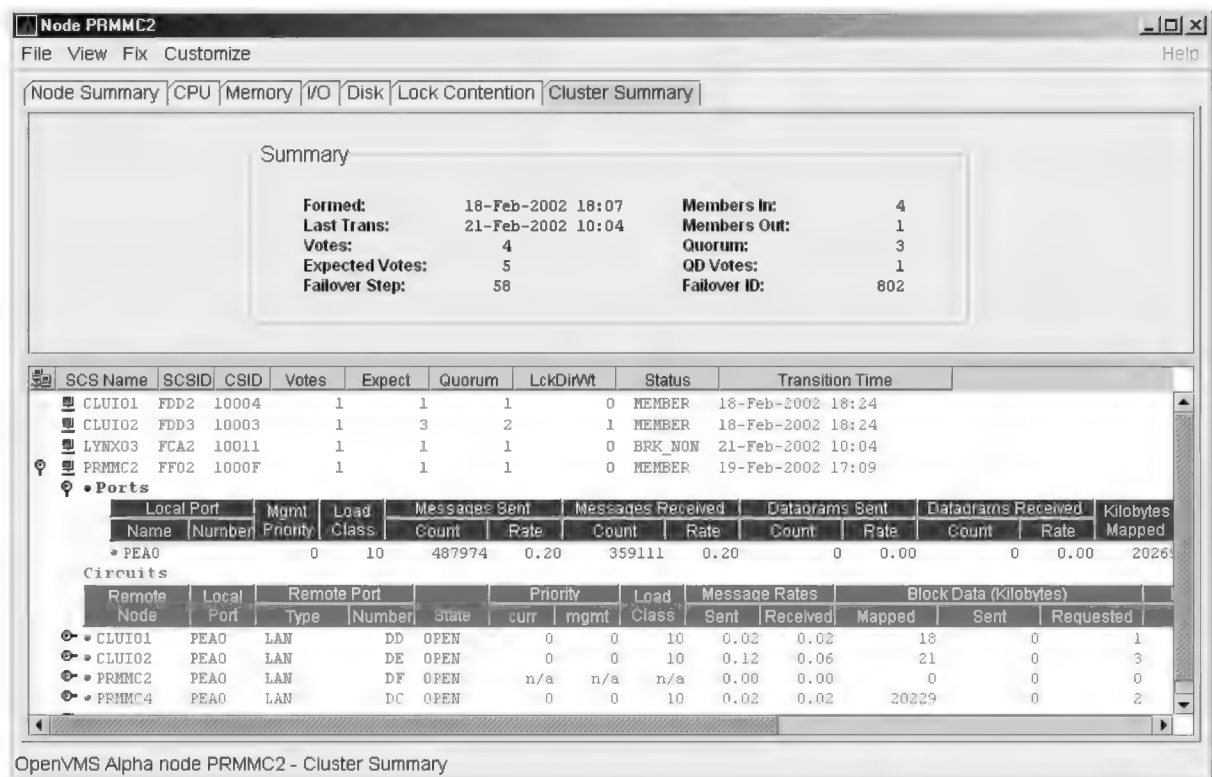 Node PRMMC2
File View Fix Customize Help
Node Summary CPU Memory I/O Disk Lock Contention Cluster Summary
Summary
Formed: 18-Feb-2002 18:07 Members In: 4
Last Trans: 21-Feb-2002 10:04 Members Out: 1
Votes: 4 Quorum: 3
Expected Votes: 5 QD Votes: 1
Failover Step: 58 Failover ID: 802
SCS Name SCSID CSID Votes Expect Quorum LckDirWt Status Transition Time
CLUI01 FDD2 10004 1 1 1 0 MEMBER 18-Feb-2002 18:24
CLUI02 FDD3 10003 1 3 2 1 MEMBER 18-Feb-2002 18:24
LYNX03 FCA2 10011 1 1 1 0 BRK_NON 21-Feb-2002 10:04
PRMMC2 FF02 1000F 1 1 1 0 MEMBER 19-Feb-2002 17:09
Ports
Local Port Mgmt Load Messages Sent Messages Received Datagrams Sent Datagrams Received Kilobytes
Name Number Priority Class Count Rate Count Rate Count Rate Count Rate Mapped
PEA0 0 10 487974 0.20 359111 0.20 0 0.00 0 0.00 20269
Circuits
Remote Local Remote Port Priority Load Message Rates Block Data (Kilobytes)
Node Port Type Number State curr mgmt Class Sent Received Mapped Sent Requested
CLUI01 PEA0 LAN DD OPEN 0 0 10 0.02 0.02 18 0 1
CLUI02 PEA0 LAN DE OPEN 0 0 10 0.12 0.06 21 0 3
PRMMC2 PEA0 LAN DF OPEN n/a n/a n/a 0.00 0.00 0 0 0
PRMMC4 PEA0 LAN DC OPEN 0 0 10 0.02 0.02 20229 0 2
OpenVMS Alpha node PRMMC2 - Cluster Summary